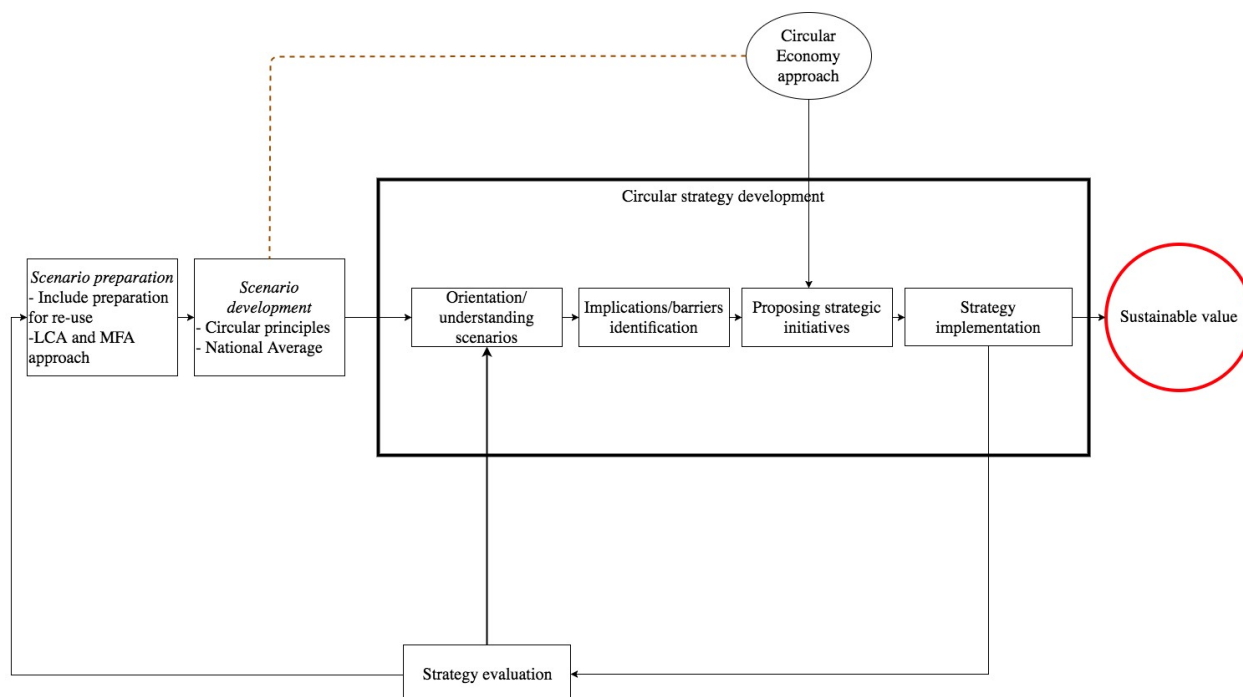 Circular
Economy
approach
Circular strategy development
Scenario preparation
- Include preparation
for re-use
-LCA and MFA
approach
Scenario
development
- Circular principles
- National Average
Orientation/
understanding
scenarios
Implications/barriers
identification
Proposing strategic
initiatives
Strategy
implementation
Sustainable value
Strategy evaluation